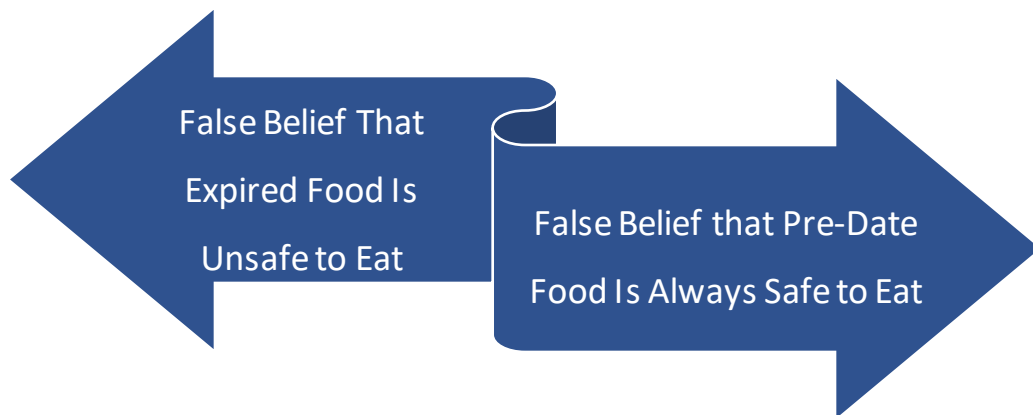 False Belief That
Expired Food Is
Unsafe to Eat
False Belief that Pre-Date
Food Is Always Safe to Eat